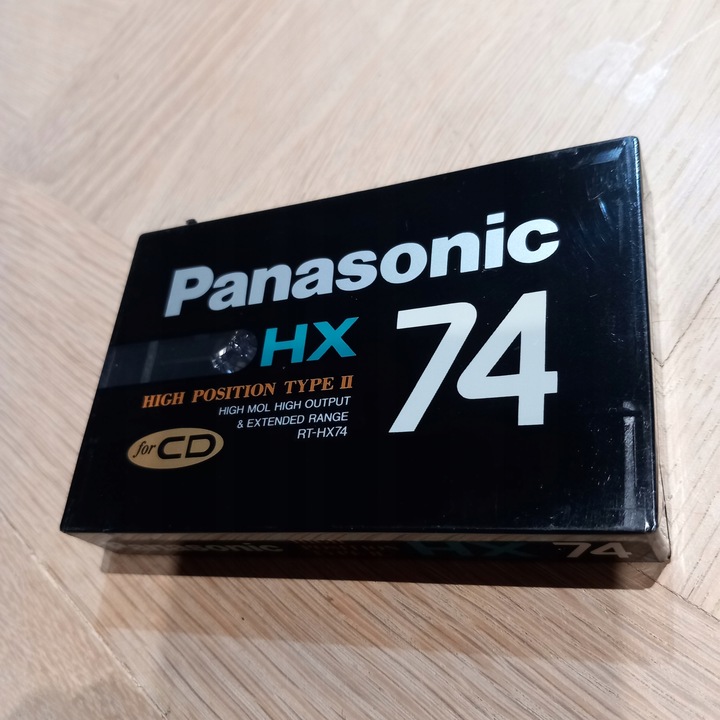 Panasonic
HX 74
HIGH POSITION TYPE II
HIGH MOL HIGH OUTPUT
& EXTENDED RANGE
RT-HX74
for CD
Panasonic HX 74